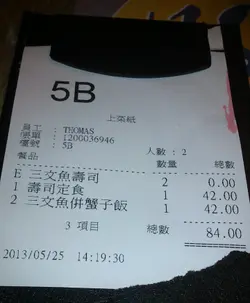 5B
上菜紙
員工 : THOMAS
帳單 : 1200036946
檯號 : 5B
人數 : 2
餐品 數量 總數
E 三文魚壽司 2 0.00
1 壽司定食 1 42.00
2 三文魚併蟹子飯 1 42.00
3 項目 總數 84.00
2013/05/25 14:19:30